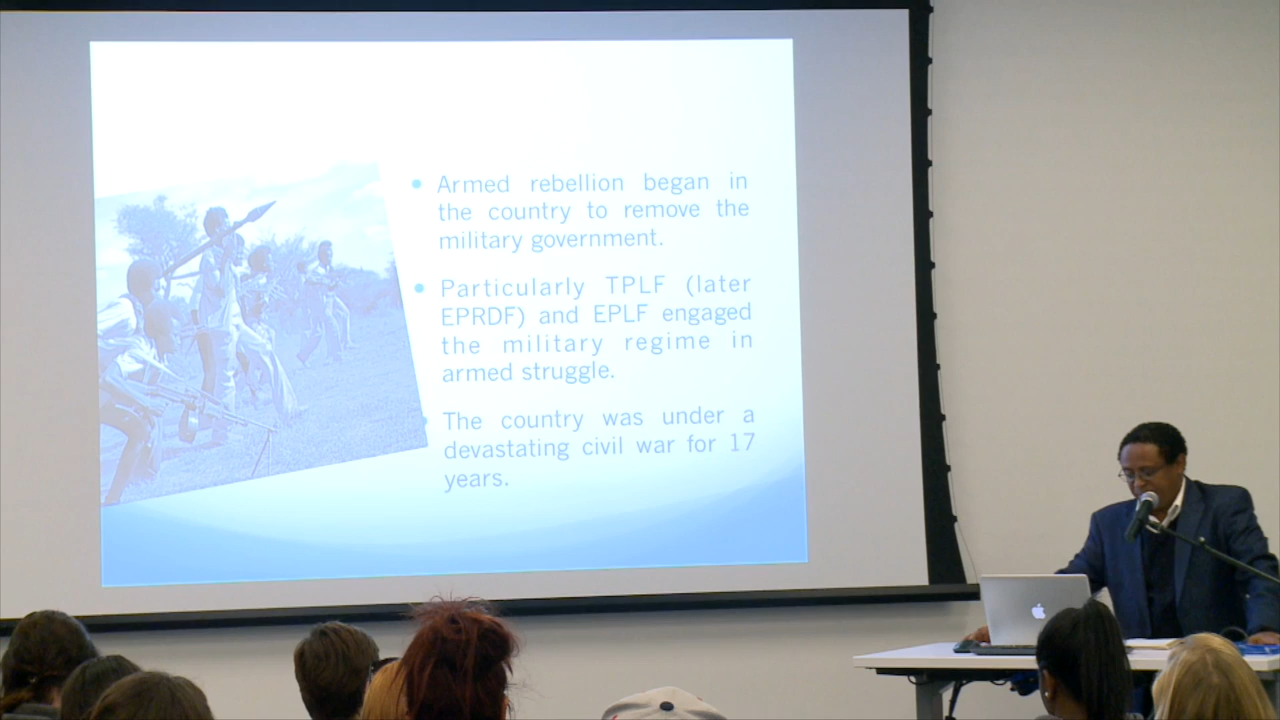 Armed rebellion began in
the country to remove the
military government.
Particularly TPLF (later
EPRDF) and EPLF engaged
the military regime in
armed struggle.
The country was under a
devastating civil war for 17
years.